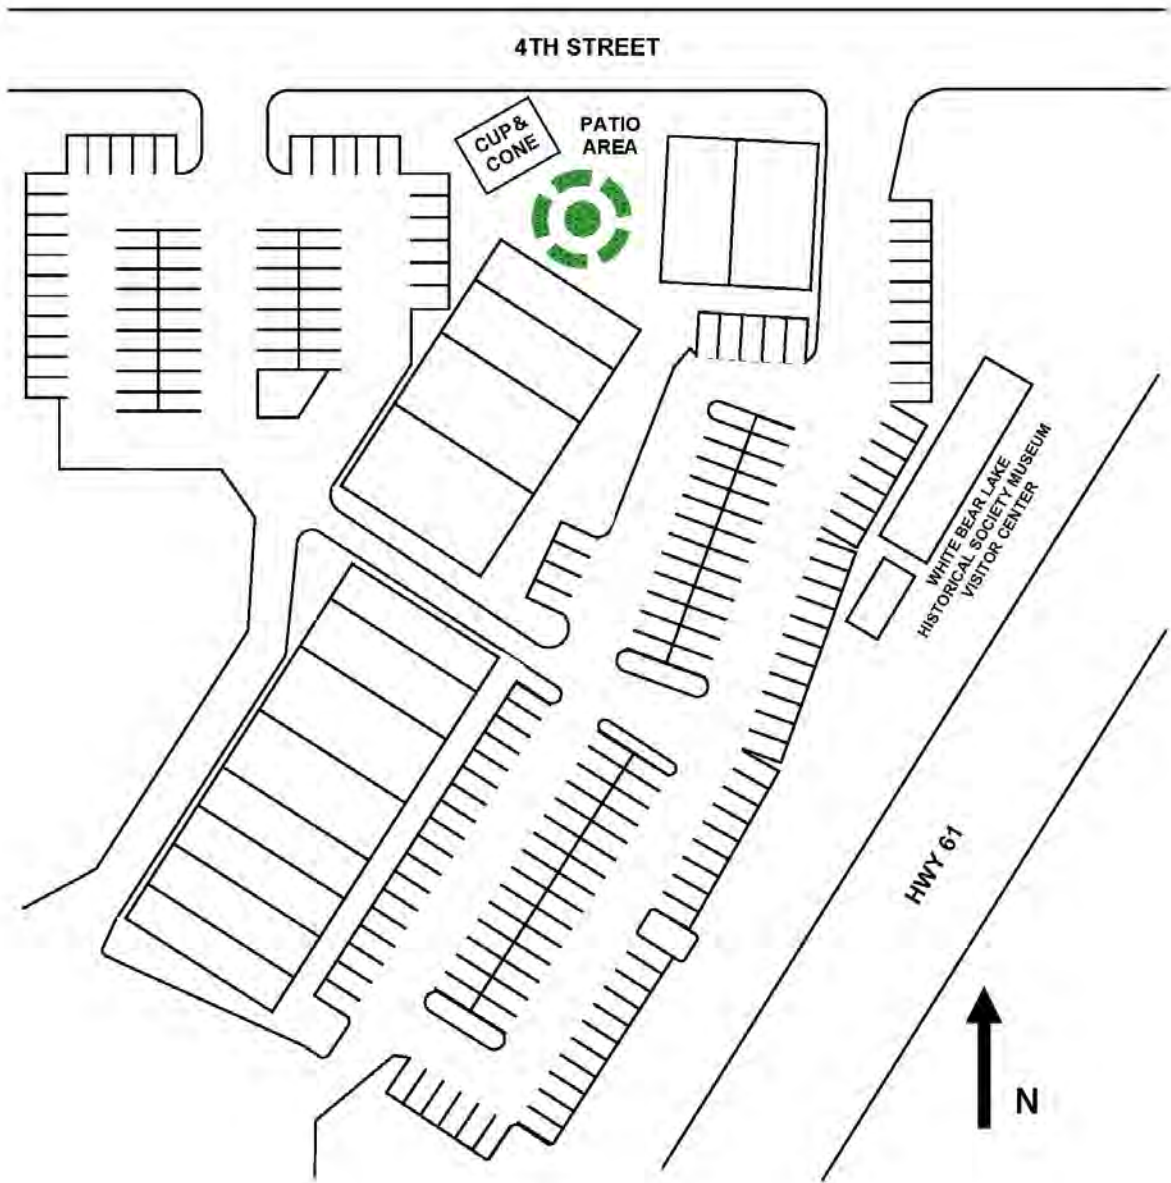 4TH STREET
CUP &
CONE
PATIO
AREA
WHITE BEAR LAKE
HISTORICAL SOCIETY MUSEUM
VISITOR CENTER
HWY 61
N